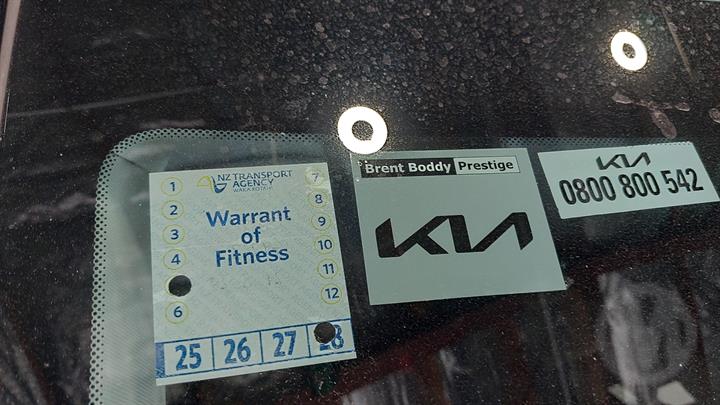 NZ TRANSPORT
AGENCY
WAKA KOTAHI
Warrant
of
Fitness
1
2
3
4
6
7
8
9
10
11
12
25 26 27 28
Brent Boddy Prestige
KIA
KIA
0800 800 542